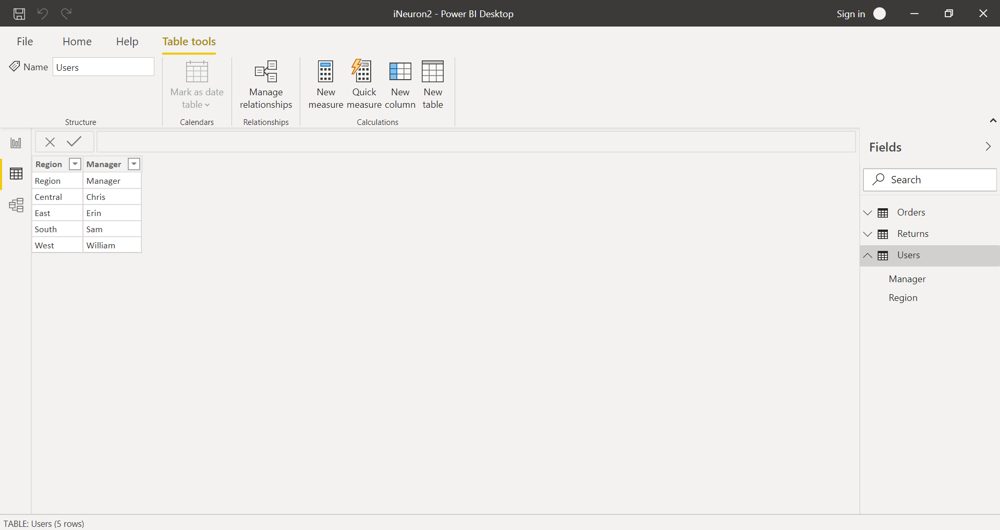 iNeuron2 - Power BI Desktop
Sign in
File Home Help Table tools
Name Users
Mark as date table
Manage relationships
New measure
Quick measure
New column
New table
Structure Calendars Relationships Calculations
Fields
Search
Region Manager
Region Manager
Central Chris
East Erin
South Sam
West William
Orders
Returns
Users
Manager
Region
TABLE: Users (5 rows)